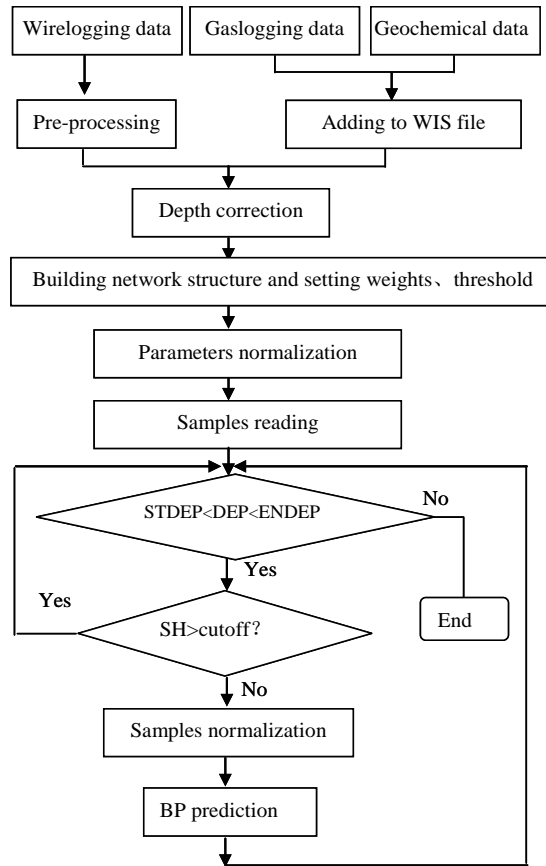 Wirelogging data
Gaslogging data
Geochemical data
Pre-processing
Adding to WIS file
Depth correction
Building network structure and setting weights、threshold
Parameters normalization
Samples reading
STDEP<DEP<ENDEP
No
Yes
Yes
SH>cutoff？
End
No
Samples normalization
BP prediction